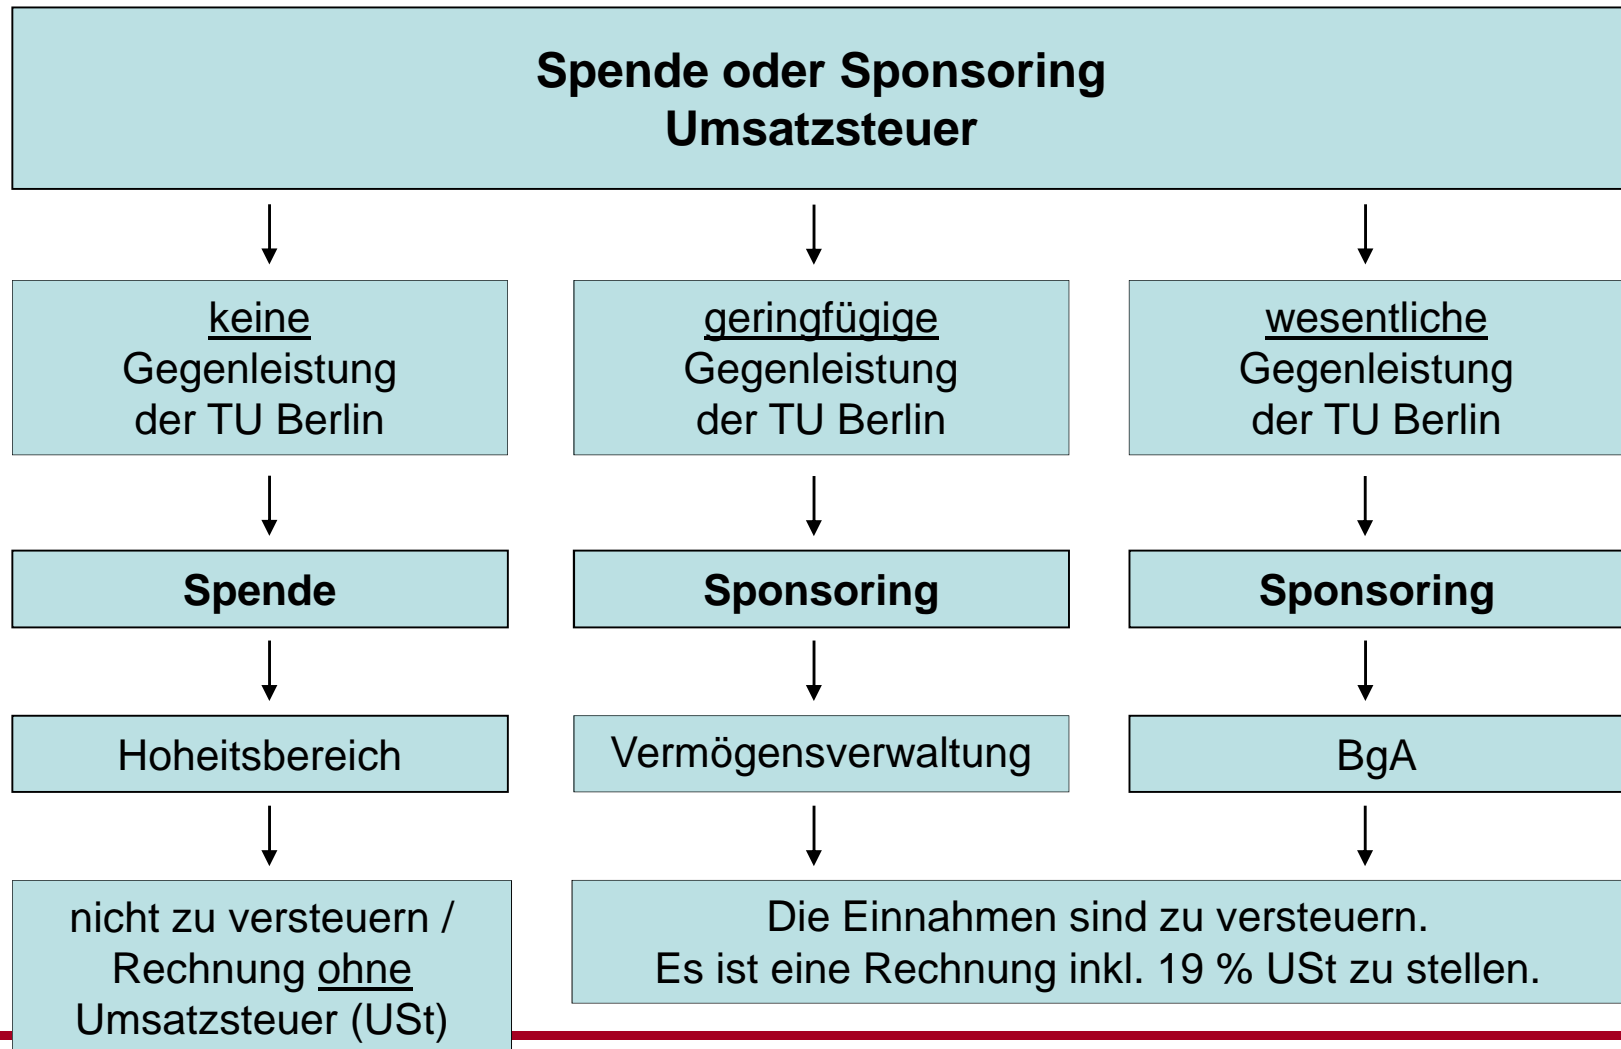 Spende oder Sponsoring
Umsatzsteuer
keine
Gegenleistung
der TU Berlin
geringfügige
Gegenleistung
der TU Berlin
wesentliche
Gegenleistung
der TU Berlin
Spende
Sponsoring
Sponsoring
Hoheitsbereich
Vermögensverwaltung
BgA
nicht zu versteuern /
Rechnung ohne
Umsatzsteuer (USt)
Die Einnahmen sind zu versteuern.
Es ist eine Rechnung inkl. 19 % USt zu stellen.